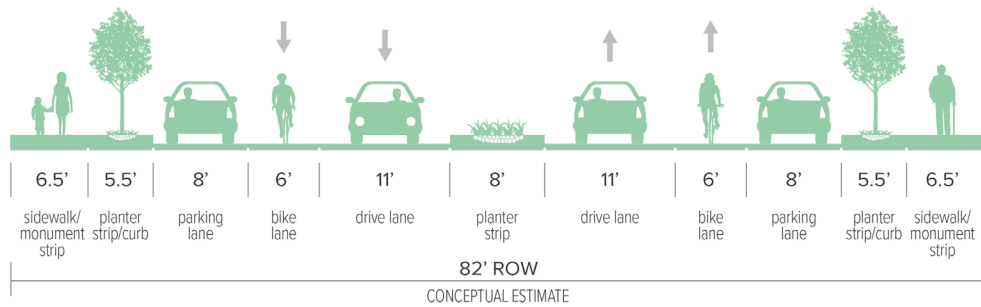 6.5’ 5.5’ 8’ 6’ 11’ 8’ 11’ 6’ 8’ 5.5’ 6.5’
sidewalk/ planter parking bike drive lane planter drive lane bike parking planter sidewalk/
monument strip/curb lane lane strip lane lane strip/curb monument
strip strip
82’ ROW
CONCEPTUAL ESTIMATE